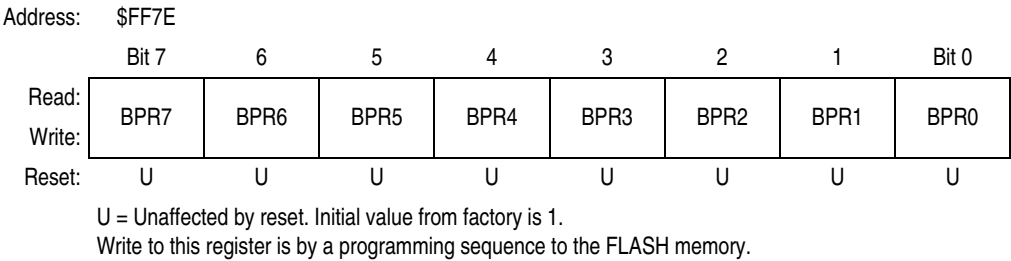 Address: $FF7E
Bit 7 6 5 4 3 2 1 Bit 0
Read:
BPR7 BPR6 BPR5 BPR4 BPR3 BPR2 BPR1 BPR0
Write:
Reset: U U U U U U U U
U = Unaffected by reset. Initial value from factory is 1.
Write to this register is by a programming sequence to the FLASH memory.